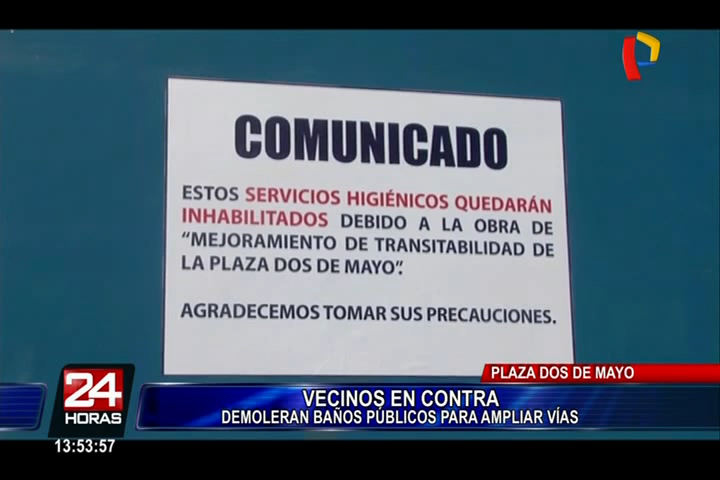 COMUNICADO
ESTOS SERVICIOS HIGIÉNICOS QUEDARÁN
INHABILITADOS DEBIDO A LA OBRA DE
“MEJORAMIENTO DE TRANSITABILIDAD DE
LA PLAZA DOS DE MAYO”.
AGRADECEMOS TOMAR SUS PRECAUCIONES.
PLAZA DOS DE MAYO
24
HORAS
VECINOS EN CONTRA
DEMOLERAN BAÑOS PÚBLICOS PARA AMPLIAR VÍAS
13:53:57